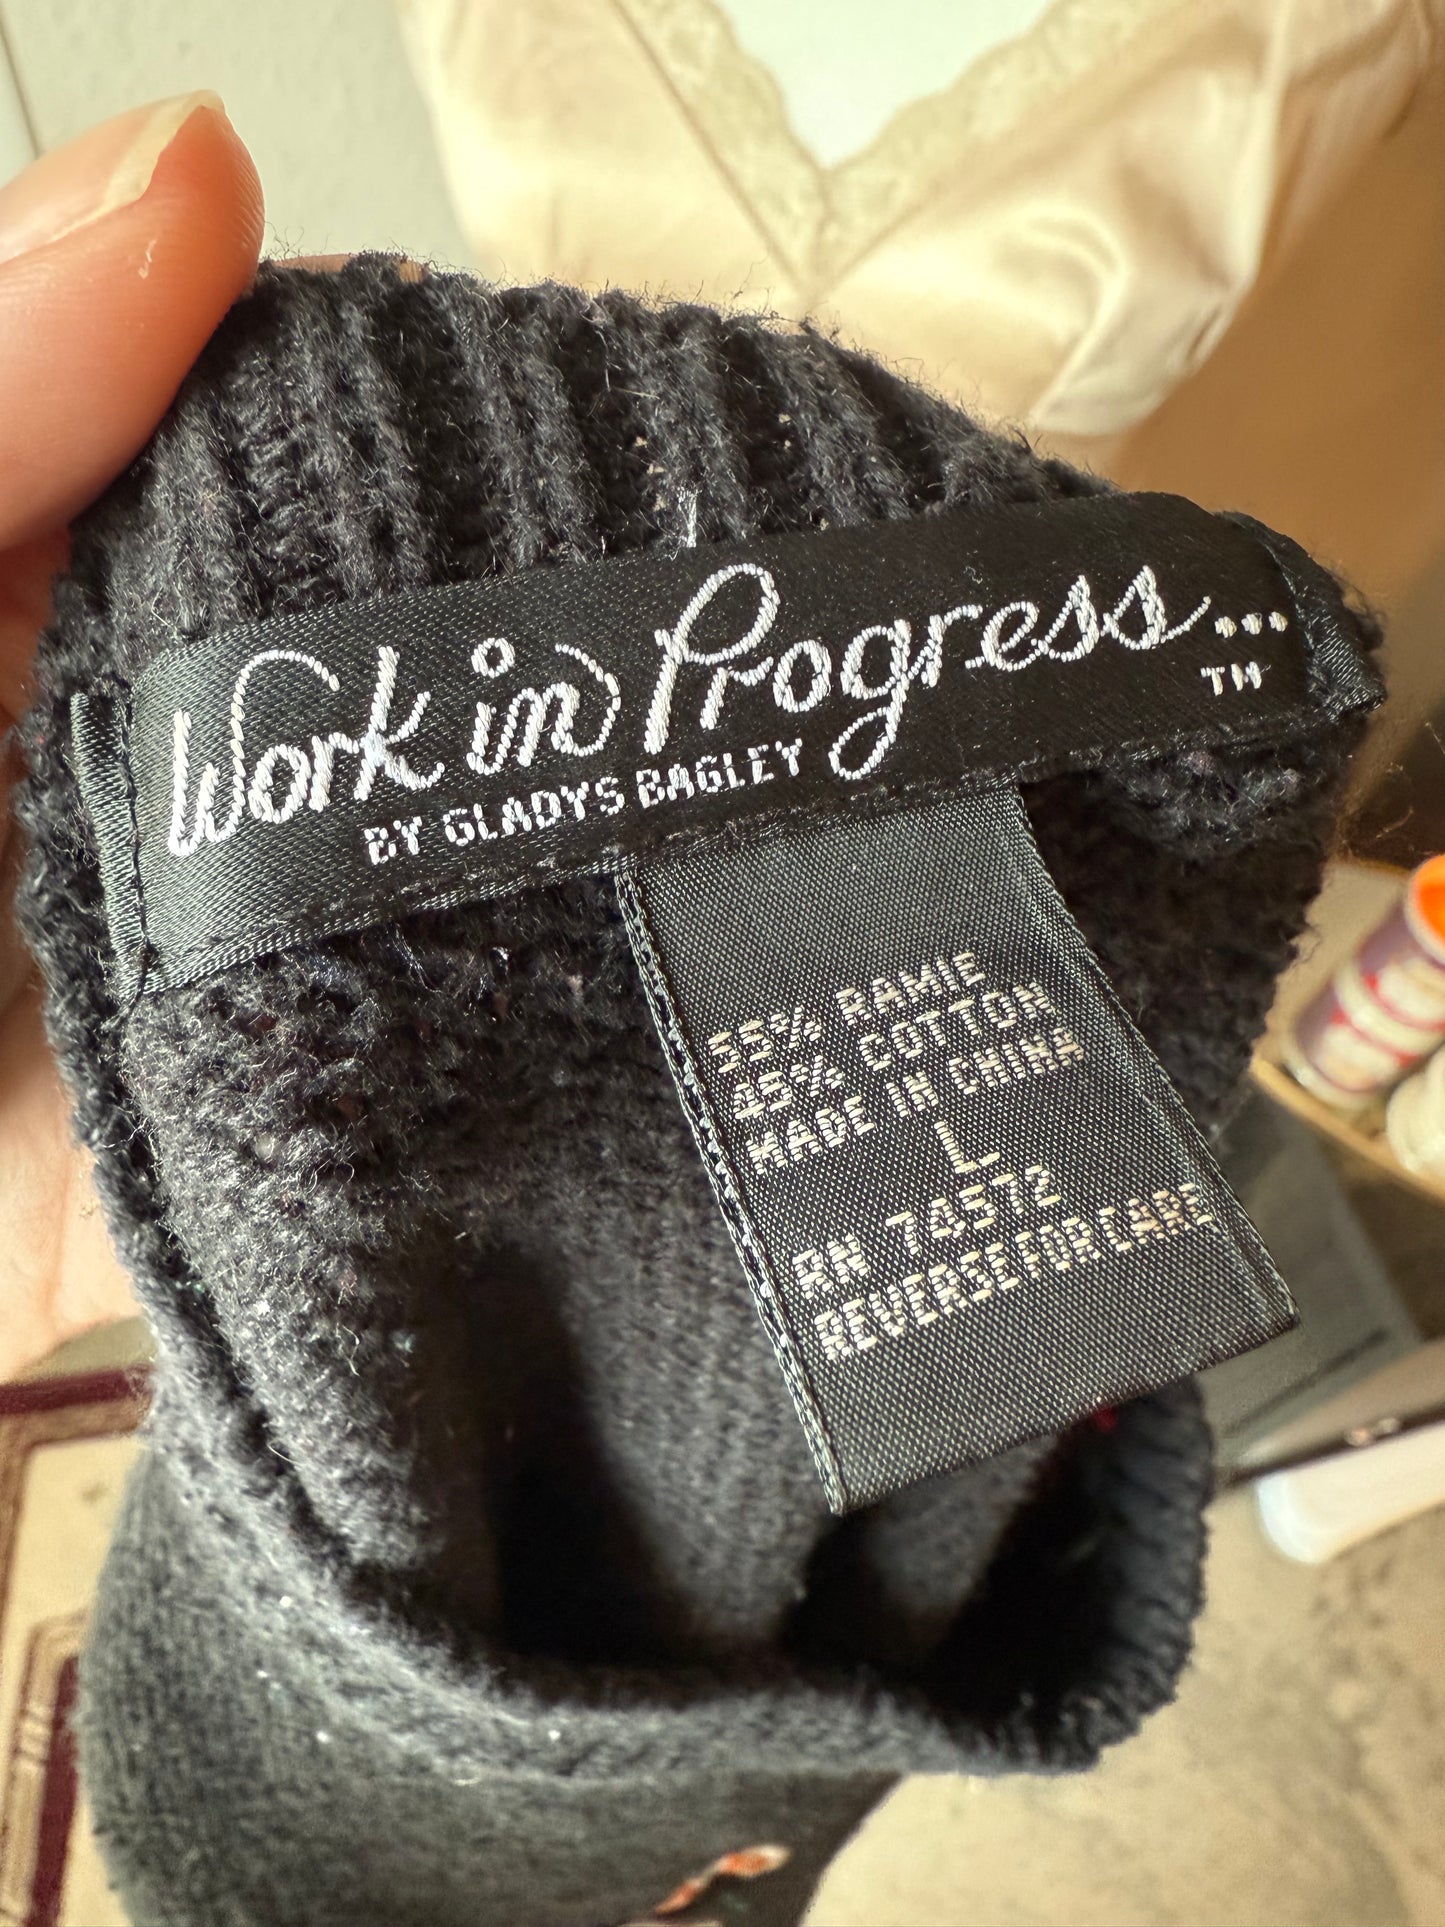 Work in Progress...
TM
BY GLADYS BAGLEY
55% RAMIE
45% COTTON
MADE IN CHINA
L
RN 74572
REVERSE FOR CARE